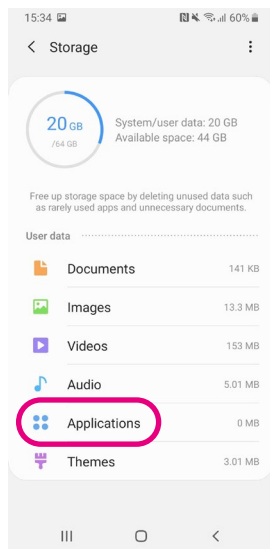 15:34 60%
Storage
20 GB
/64 GB
System/user data: 20 GB
Available space: 44 GB
Free up storage space by deleting unused data such
as rarely used apps and unnecessary documents.
User data
Documents 141 KB
Images 13.3 MB
Videos 153 MB
Audio 5.01 MB
Applications 0 MB
Themes 3.01 MB